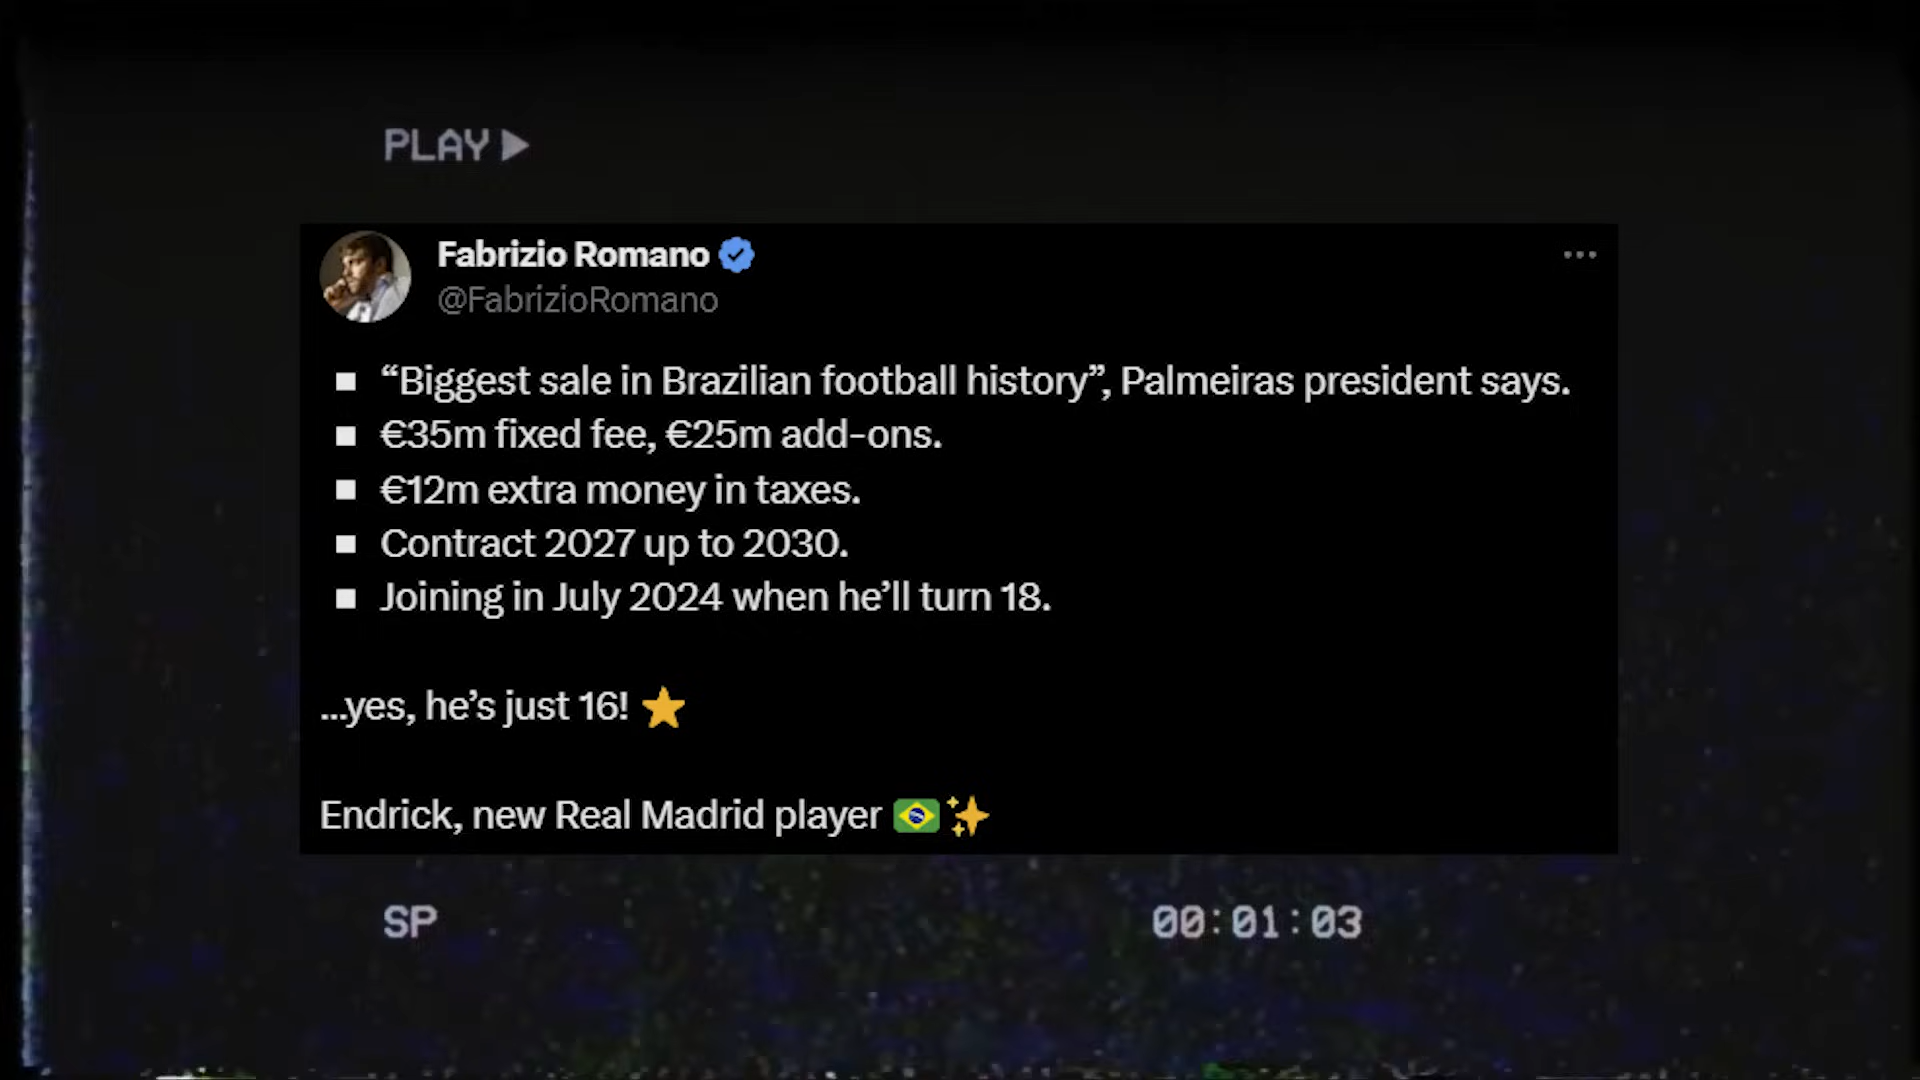 PLAY
Fabrizio Romano
@FabrizioRomano
“Biggest sale in Brazilian football history”, Palmeiras president says.
€35m fixed fee, €25m add-ons.
€12m extra money in taxes.
Contract 2027 up to 2030.
Joining in July 2024 when he’ll turn 18.
...yes, he’s just 16! ⭐
Endrick, new Real Madrid player 🇧🇷✨
SP
00:01:03